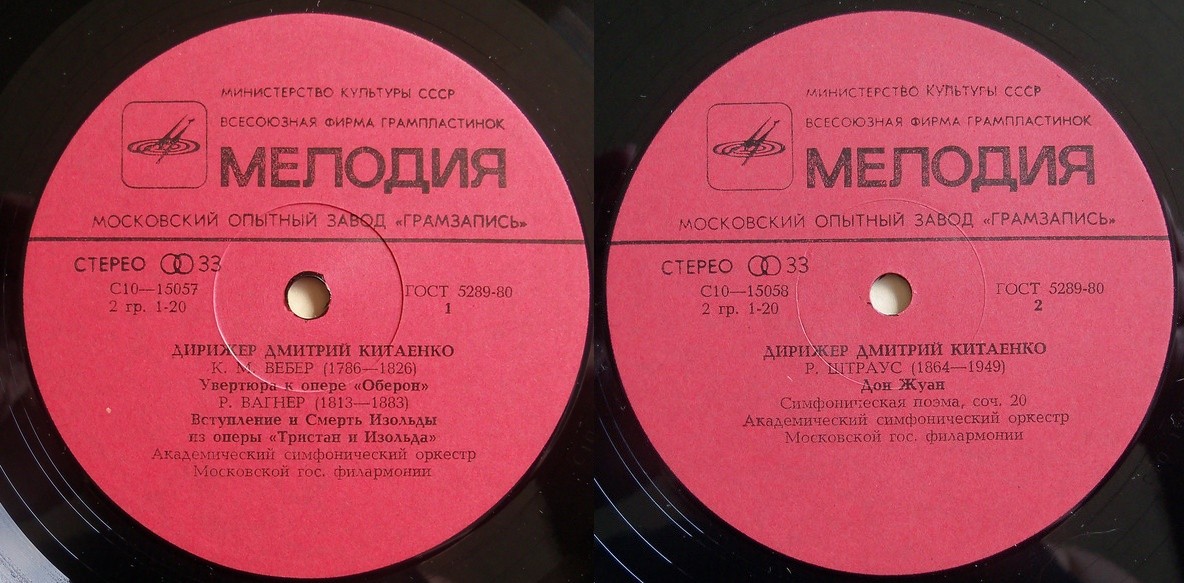 МИНИСТЕРСТВО КУЛЬТУРЫ СССР
ВСЕСОЮЗНАЯ ФИРМА ГРАМПЛАСТИНОК
МЕЛОДИЯ
МОСКОВСКИЙ ОПЫТНЫЙ ЗАВОД «ГРАМЗАПИСЬ»
СТЕРЕО 33
С10—15057 ГОСТ 5289-80
2 гр. 1-20 1
ДИРИЖЕР ДМИТРИЙ КИТАЕНКО
К. М. ВЕБЕР (1786—1826)
Увертюра к опере «Оберон»
Р. ВАГНЕР (1813—1883)
Вступление и Смерть Изольды
из оперы «Тристан и Изольда»
Академический симфонический оркестр
Московской гос. филармонии
МИНИСТЕРСТВО КУЛЬТУРЫ СССР
ВСЕСОЮЗНАЯ ФИРМА ГРАМПЛАСТИНОК
МЕЛОДИЯ
МОСКОВСКИЙ ОПЫТНЫЙ ЗАВОД «ГРАМЗАПИСЬ»
СТЕРЕО 33
С10—15058 ГОСТ 5289-80
2 гр. 1-20 2
ДИРИЖЕР ДМИТРИЙ КИТАЕНКО
Р. ШТРАУС (1864—1949)
Дон Жуан
Симфоническая поэма, соч. 20
Академический симфонический оркестр
Московской гос. филармонии